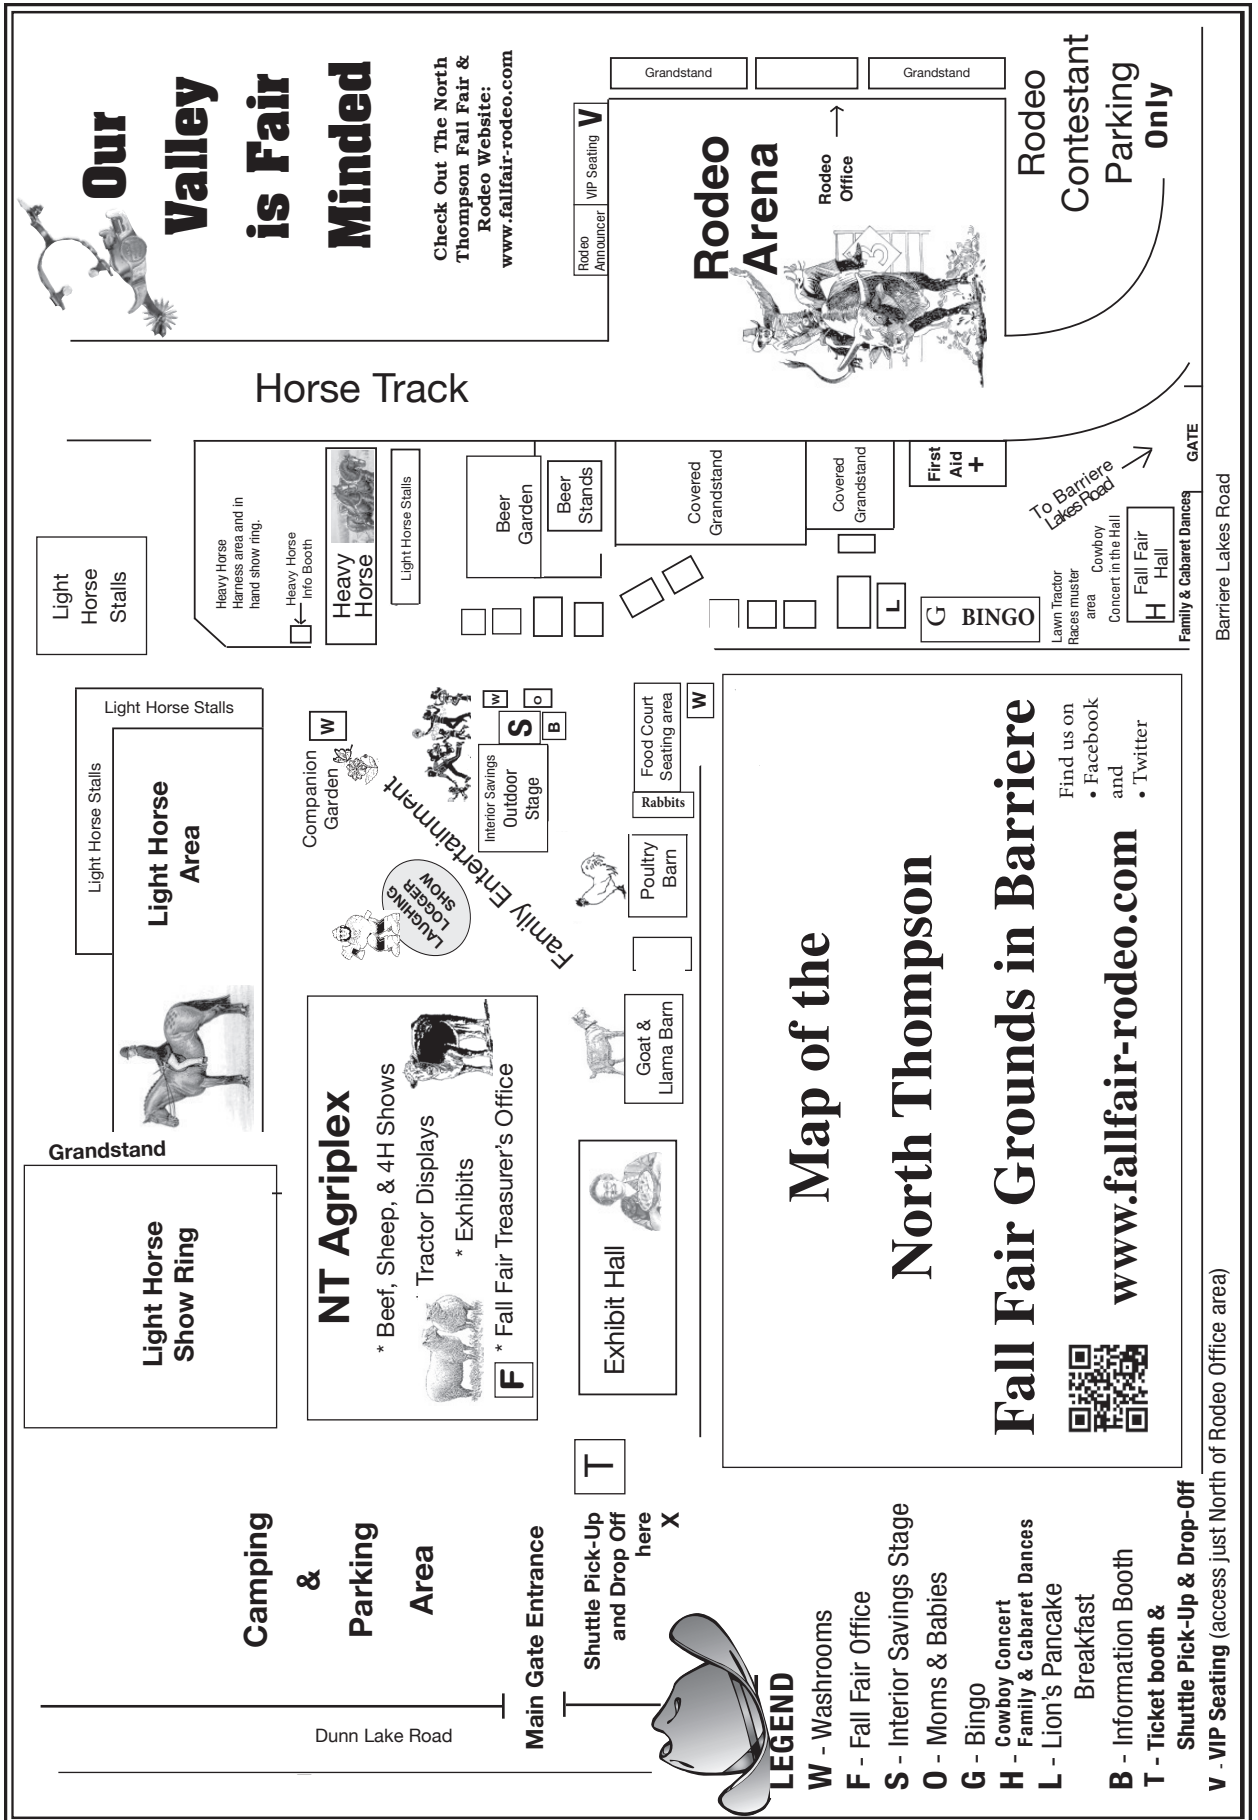 Our
Valley
is Fair
Minded
Check Out The North
Thompson Fall Fair &
Rodeo Website:
www.fallfair-rodeo.com
Rodeo
Announcer
VIP Seating
V
Grandstand
Grandstand
Rodeo
Arena
Rodeo
Office
3
Rodeo
Contestant
Parking
Only
Horse Track
Light
Horse
Stalls
Heavy Horse
Harness area and in
hand show ring.
Heavy Horse
Info Booth
Heavy
Horse
Light Horse Stalls
Beer
Garden
Beer
Stands
Covered
Grandstand
Covered
Grandstand
First
Aid
+
L
G BINGO
To Barriere
Lakes Road
GATE
Lawn Tractor
Races muster
area
Cowboy
Concert in the Hall
H
Fall Fair
Hall
Family & Cabaret Dances
Barriere Lakes Road
Light Horse Stalls
Light Horse Stalls
Light Horse
Area
Companion
Garden
W
Family Entertainment
LAUGHING
LOGGER
SHOW
Interior Savings
Outdoor
Stage
S
W
O
B
Food Court
Seating area
W
Rabbits
Poultry
Barn
Goat &
Llama Barn
Grandstand
Light Horse
Show Ring
NT Agriplex
* Beef, Sheep, & 4H Shows
Tractor Displays
* Exhibits
* Fall Fair Treasurer's Office
F
Exhibit Hall
T
Map of the
North Thompson
Fall Fair Grounds in Barriere
www.fallfair-rodeo.com
Find us on
• Facebook
and
• Twitter
Camping
&
Parking
Area
Main Gate Entrance
Shuttle Pick-Up
and Drop Off
here
X
Dunn Lake Road
LEGEND
W - Washrooms
F - Fall Fair Office
S - Interior Savings Stage
O - Moms & Babies
G - Bingo
H - Cowboy Concert
Family & Cabaret Dances
L - Lion's Pancake
Breakfast
B - Information Booth
T - Ticket booth &
Shuttle Pick-Up & Drop-Off
V - VIP Seating (access just North of Rodeo Office area)